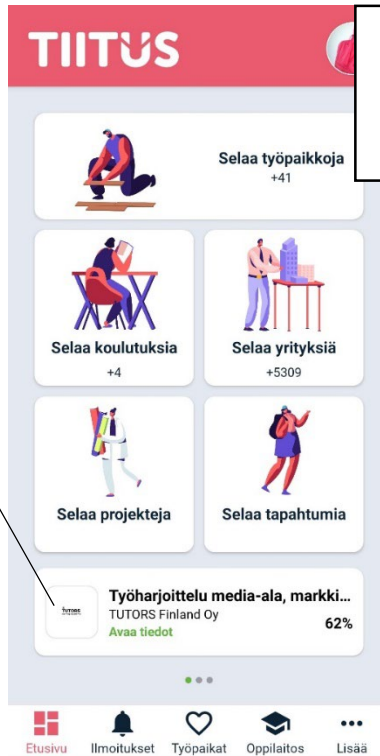 TIITUS
Selaa työpaikkoja
+41
Selaa koulutuksia
+4
Selaa yrityksiä
+5309
Selaa projekteja
Selaa tapahtumia
TUTORS
Työharjoittelu media-ala, markki...
TUTORS Finland Oy
Avaa tiedot
62%
Etusivu
Ilmoitukset
Työpaikat
Oppilaitos
Lisää